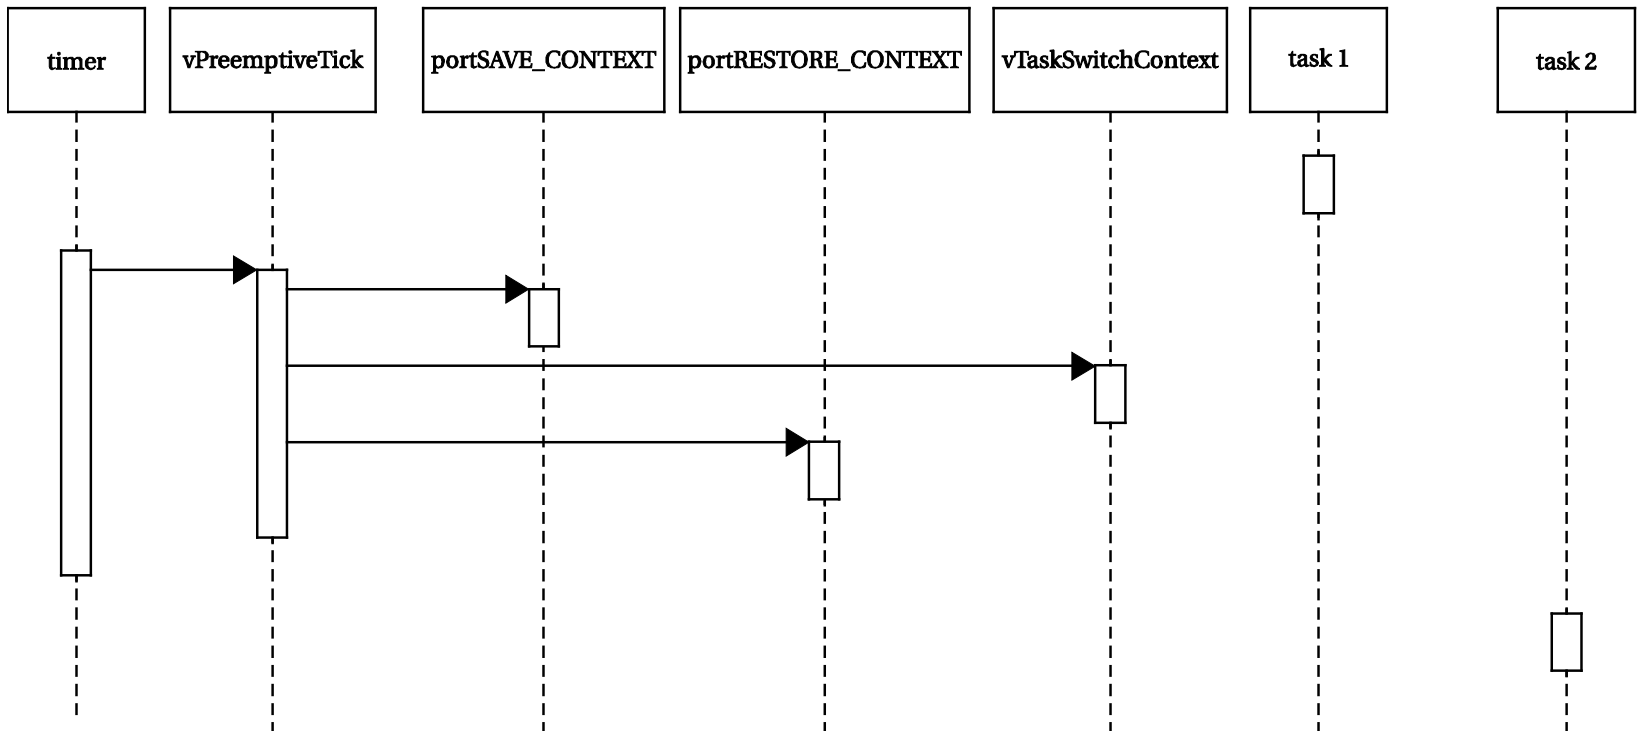 timer
vPreemptiveTick
portSAVE_CONTEXT
portRESTORE_CONTEXT
vTaskSwitchContext
task 1
task 2